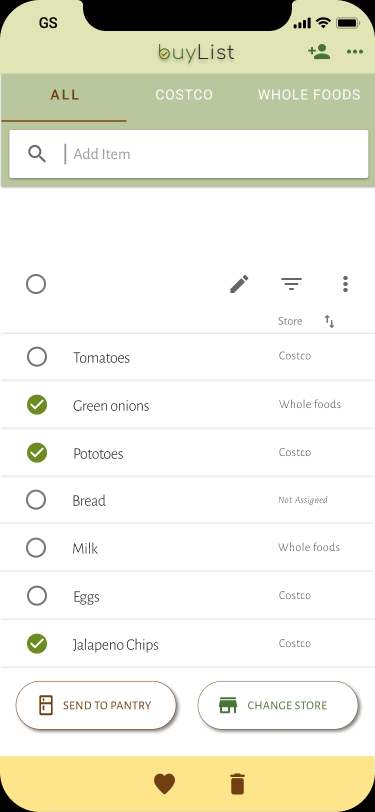 GS
buyList
ALL COSTCO WHOLE FOODS
Add Item
Store
Tomatoes Costco
Green onions Whole foods
Pototoes Costco
Bread Not Assigned
Milk Whole foods
Eggs Costco
Jalapeno Chips Costco
SEND TO PANTRY CHANGE STORE